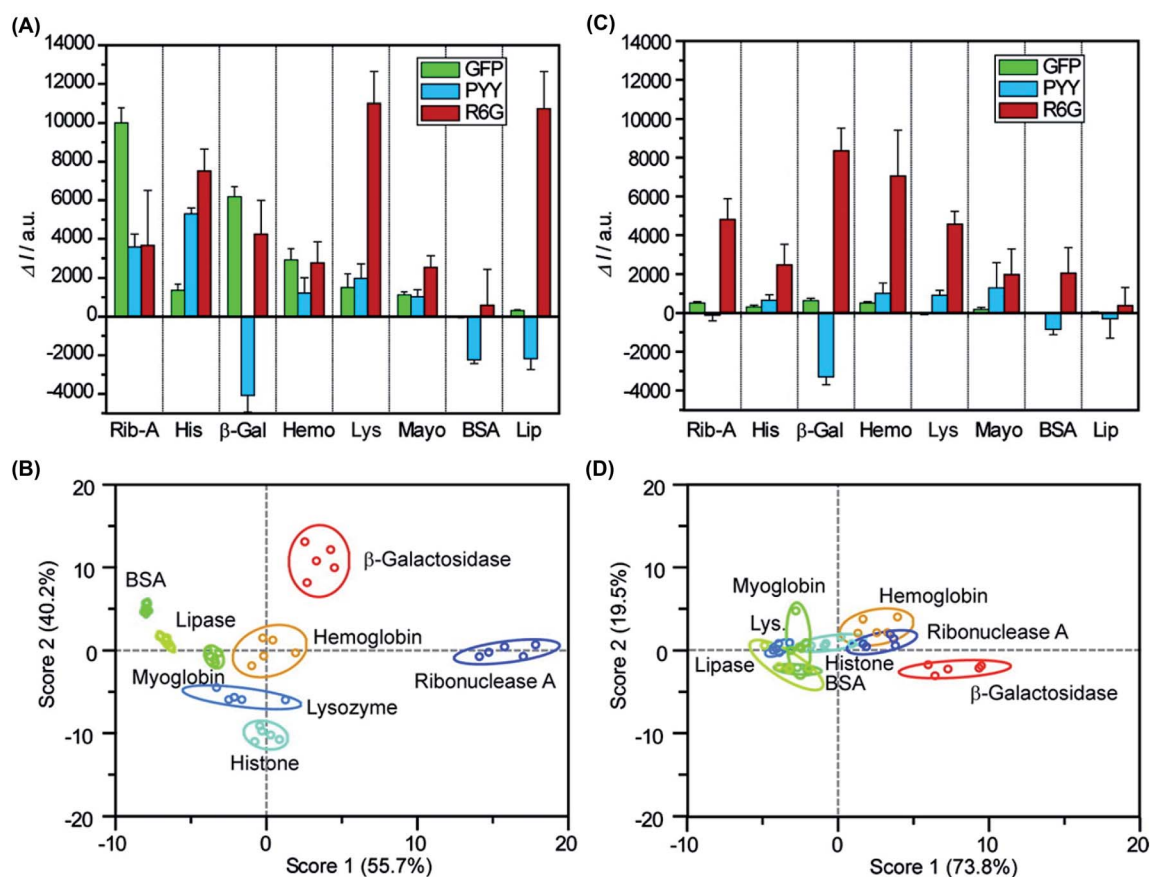 (A)
14000
12000
10000
8000
6000
4000
2000
0
-2000
-4000
ΔI / a.u.
GFP
PYY
R6G
Rib-A His β-Gal Hemo Lys Mayo BSA Lip
(C)
14000
12000
10000
8000
6000
4000
2000
0
-2000
-4000
ΔI / a.u.
GFP
PYY
R6G
Rib-A His β-Gal Hemo Lys Mayo BSA Lip
(B)
20
10
0
-10
-20
Score 2 (40.2%)
β-Galactosidase
BSA
Lipase
Hemoglobin
Ribonuclease A
Myoglobin
Lysozyme
Histone
-10 0 10 20
Score 1 (55.7%)
(D)
20
10
0
-10
-20
Score 2 (19.5%)
Myoglobin
Hemoglobin
Lys.
Ribonuclease A
Lipase
Histone
BSA
β-Galactosidase
-10 0 10 20
Score 1 (73.8%)